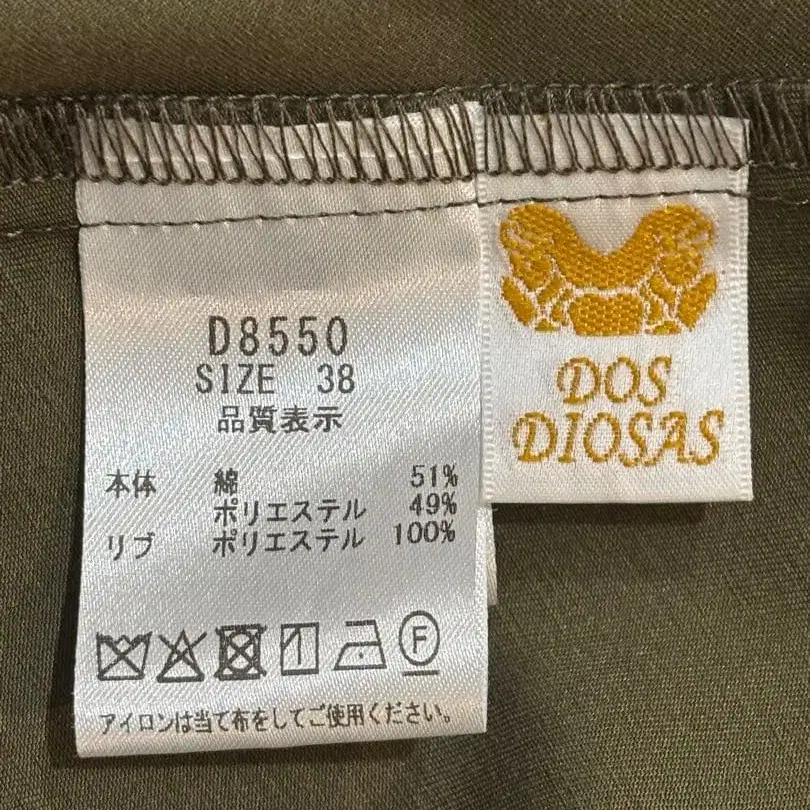 D8550
SIZE 38
品質表示
本体 綿 51%
ポリエステル 49%
リブ ポリエステル 100%
F
アイロンは当て布をしてご使用ください。
DOS
DIOSAS